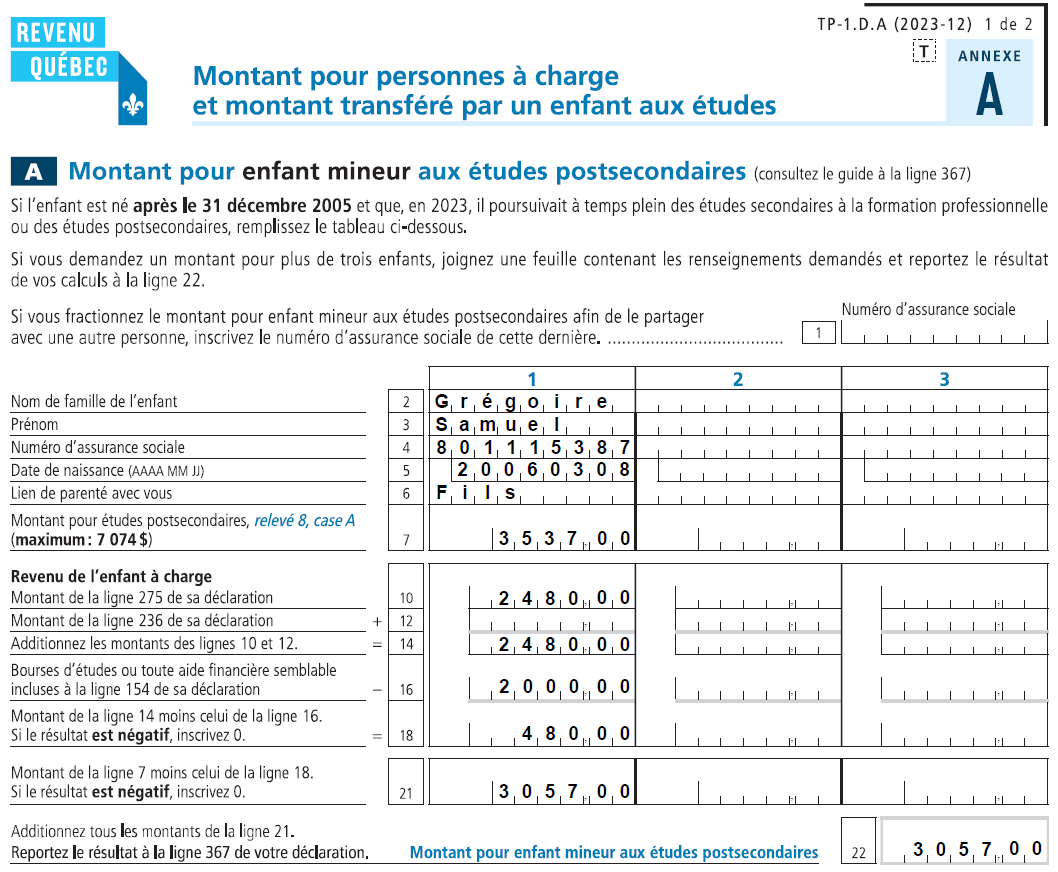 REVENU
QUÉBEC
TP-1.D.A (2023-12) 1 de 2
T
ANNEXE
A
Montant pour personnes à charge
et montant transféré par un enfant aux études
A Montant pour enfant mineur aux études postsecondaires (consultez le guide à la ligne 367)
Si l'enfant est né après le 31 décembre 2005 et que, en 2023, il poursuivait à temps plein des études secondaires à la formation professionnelle
ou des études postsecondaires, remplissez le tableau ci-dessous.
Si vous demandez un montant pour plus de trois enfants, joignez une feuille contenant les renseignements demandés et reportez le résultat
de vos calculs à la ligne 22.
Si vous fractionnez le montant pour enfant mineur aux études postsecondaires afin de le partager
avec une autre personne, inscrivez le numéro d'assurance sociale de cette dernière. ..................................... 1
Numéro d'assurance sociale
1 2 3
Nom de famille de l'enfant 2 Grégoire
Prénom 3 Samuel
Numéro d'assurance sociale 4 801115387
Date de naissance (AAAA MM JJ) 5 20060308
Lien de parenté avec vous 6 Fils
Montant pour études postsecondaires, relevé 8, case A
(maximum : 7 074 $) 7 3537.00
Revenu de l'enfant à charge
Montant de la ligne 275 de sa déclaration 10 2480.00
Montant de la ligne 236 de sa déclaration + 12
Additionnez les montants des lignes 10 et 12. = 14 2480.00
Bourses d'études ou toute aide financière semblable
incluses à la ligne 154 de sa déclaration – 16 2000.00
Montant de la ligne 14 moins celui de la ligne 16.
Si le résultat est négatif, inscrivez 0. = 18 480.00
Montant de la ligne 7 moins celui de la ligne 18.
Si le résultat est négatif, inscrivez 0. 21 3057.00
Additionnez tous les montants de la ligne 21.
Reportez le résultat à la ligne 367 de votre déclaration. Montant pour enfant mineur aux études postsecondaires 22 3057.00